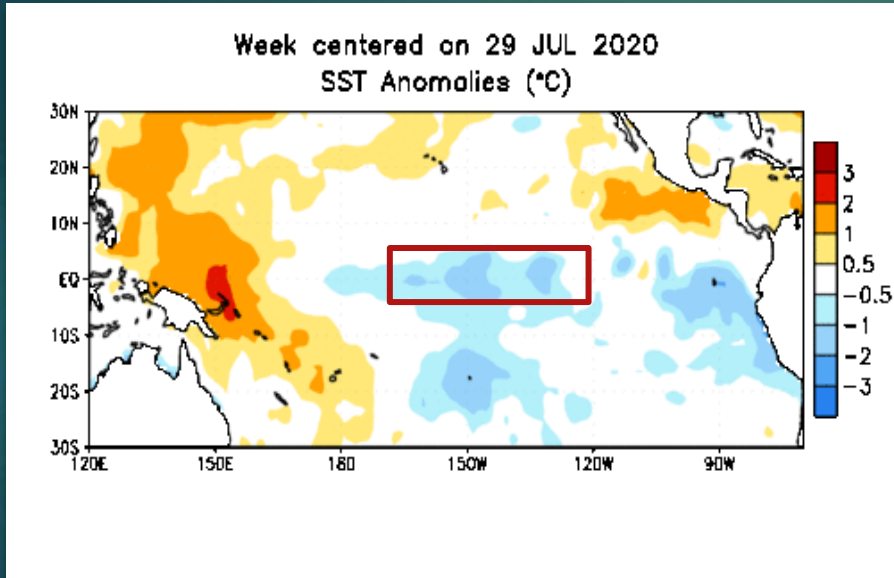 Week centered on 29 JUL 2020
SST Anomalies (°C)
30N
20N
10N
EQ
10S
20S
30S
120E 150E 180 150W 120W 90W
3
2
1
0.5
-0.5
-1
-2
-3